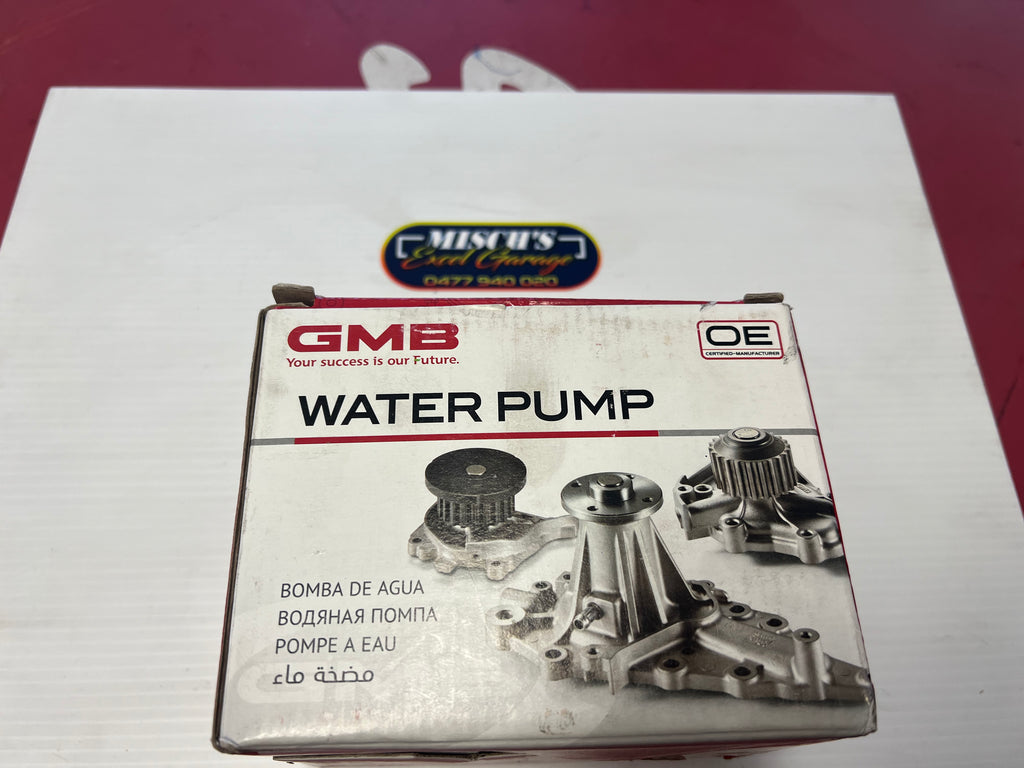 MISCH'S
Excel Garage
0477 940 020
GMB
Your success is our Future.
OE
CERTIFIED-MANUFACTURER
WATER PUMP
BOMBA DE AGUA
ВОДЯНАЯ ПОМПА
POMPE A EAU
مضخة ماء